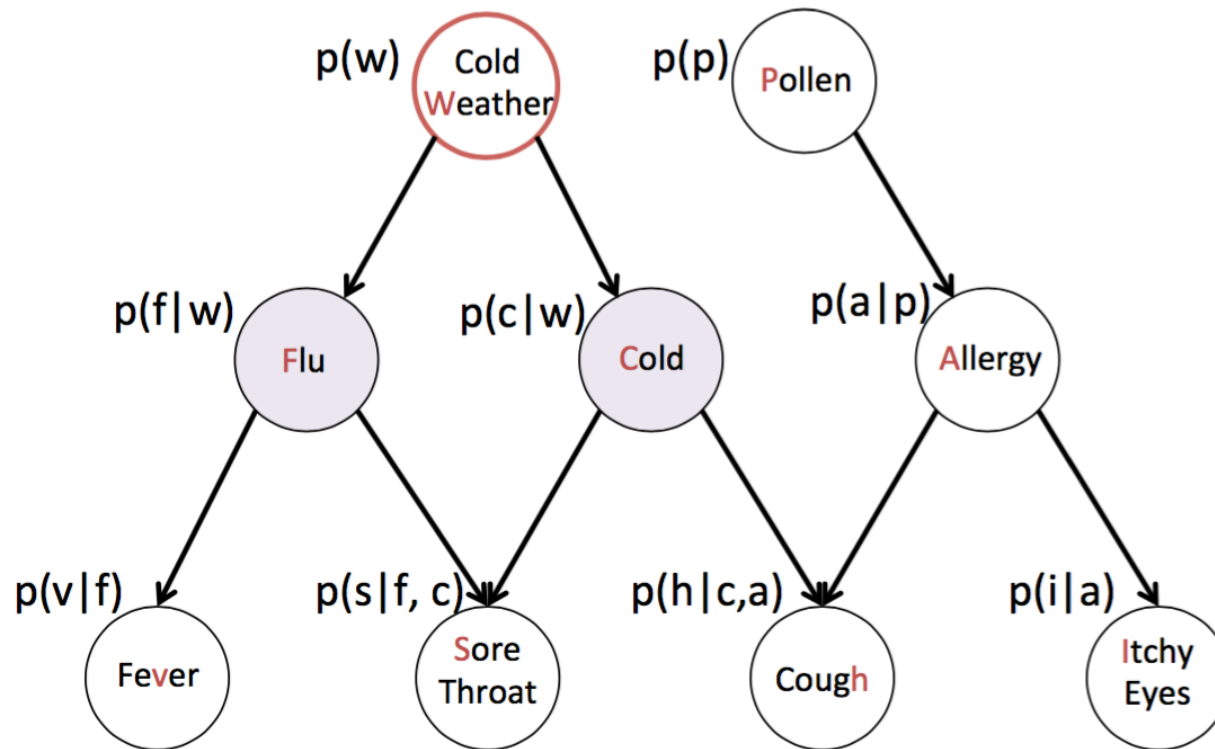 p(w)
Cold
Weather
p(p)
Pollen
p(f|w)
Flu
p(c|w)
Cold
p(a|p)
Allergy
p(v|f)
Fever
p(s|f, c)
Sore
Throat
p(h|c,a)
Cough
p(i|a)
Itchy
Eyes